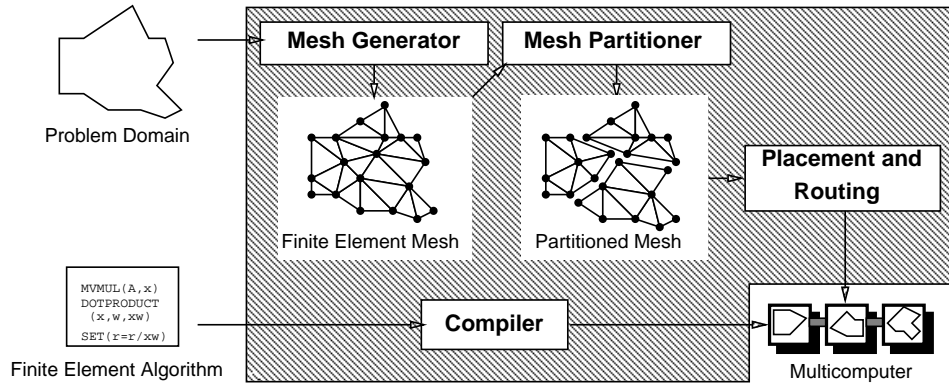 Mesh Generator
Mesh Partitioner
Problem Domain
Placement and
Routing
Finite Element Mesh
Partitioned Mesh
MVMUL(A,x)
DOTPRODUCT
(x,w,xw)
SET(r=r/xw)
Compiler
Finite Element Algorithm
Multicomputer